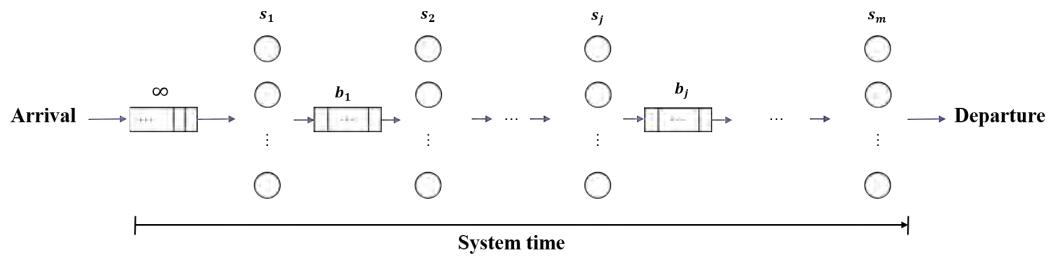 s₁ s₂ sⱼ sₘ
∞ b₁ bⱼ
Arrival ... Departure
System time